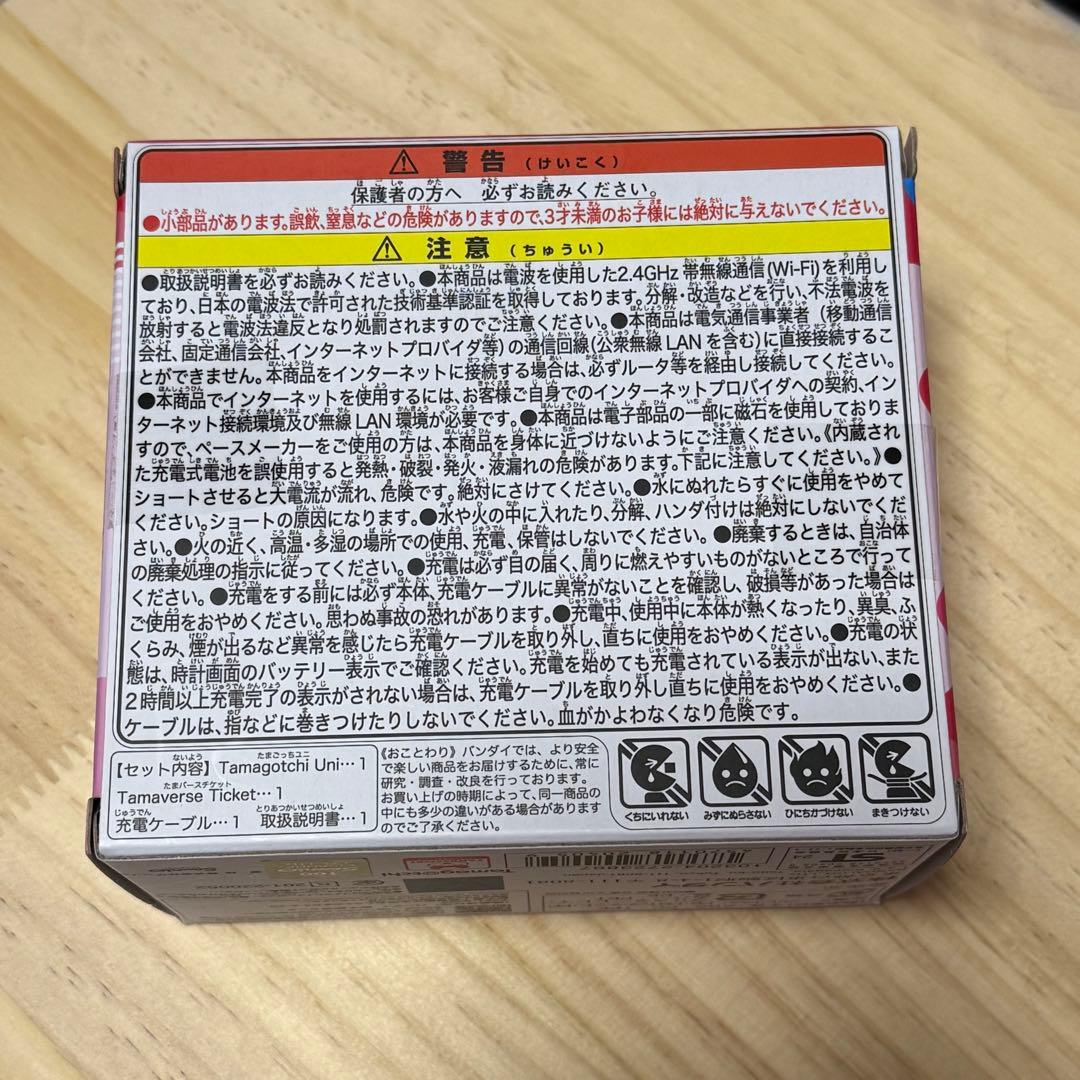 ⚠ 警告 (けいこく)
保護者の方へ 必ずお読みください。
●小部品があります。誤飲、窒息などの危険がありますので、3才未満のお子様には絶対に与えないでください。
⚠ 注意 (ちゅうい)
●取扱説明書を必ずお読みください。●本商品は電波を使用した2.4GHz 帯無線通信(Wi-Fi)を利用し
ており、日本の電波法で許可された技術基準認証を取得しております。分解・改造などを行い、不法電波を
放射すると電波法違反となり処罰されますのでご注意ください。●本商品は電気通信事業者 (移動通信
会社、固定通信会社、インターネットプロバイダ等)の通信回線(公衆無線 LAN を含む)に直接接続するこ
とができません。本商品をインターネットに接続する場合は、必ずルータ等を経由し接続してください。
●本商品でインターネットを使用するには、お客様ご自身でのインターネットプロバイダへの契約、イン
ターネット接続環境及び無線 LAN 環境が必要です。●本商品は電子部品の一部に磁石を使用しておりま
すので、ペースメーカーをご使用の方は、本商品を身体に近づけないようにご注意ください。《内蔵され
た充電式電池を誤使用すると発熱・破裂・発火・液漏れの危険があります。下記に注意してください。》●
ショートさせると大電流が流れ、危険です。絶対にさけてください。●水にぬれたらすぐに使用をやめて
ください。ショートの原因になります。●水や火の中に入れたり、分解、ハンダ付けは絶対にしないでくだ
さい。●火の近く、高温・多湿の場所での使用、充電、保管はしないでください。●廃棄するときは、自治体
の廃棄処理の指示に従ってください。●充電は必ず目の届く、周りに燃えやすいものがないところで行って
ください。●充電をする前には必ず本体、充電ケーブルに異常がないことを確認し、破損等があった場合は
ご使用をおやめください。思わぬ事故の恐れがあります。●充電中、使用中に本体が熱くなったり、異臭、ふ
くらみ、煙が出るなど異常を感じたら充電ケーブルを取り外し、直ちに使用をおやめください。●充電の状
態は、時計画面のバッテリー表示でご確認ください。充電を始めても充電されている表示が出ない、また
2時間以上充電完了の表示がされない場合は、充電ケーブルを取り外し直ちに使用をおやめください。●
ケーブルは、指などに巻きつけたりしないでください。血がかよわなくなり危険です。
【セット内容】Tamagotchi Uni…1
Tamaverse Ticket…1
充電ケーブル…1 取扱説明書…1
《おことわり》バンダイでは、より安全
で楽しい商品をお届けするために、常に
研究・調査・改良を行っております。
お買い上げの時期によって、同一商品の
中にも多少の違いがある場合があります
のでご了承ください。
くちにいれない
みずにぬらさない
ひにちかづけない
まきつけない